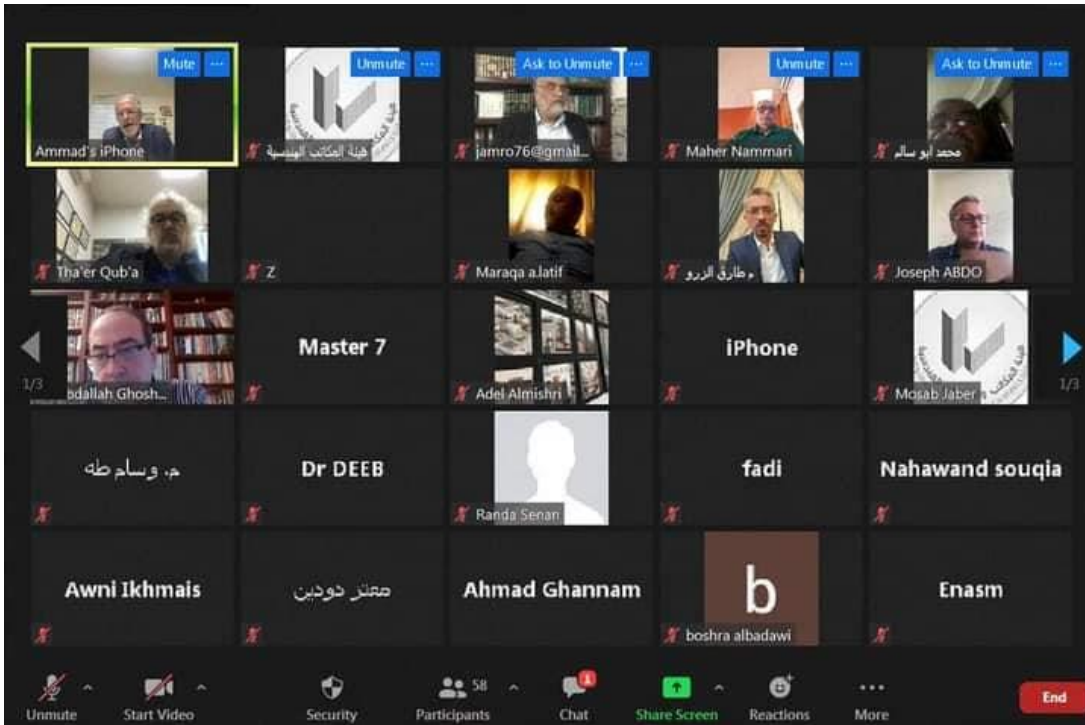 Mute ...
Unmute ...
Ask to Unmute ...
Unmute ...
Ask to Unmute ...
Ammad's iPhone
هيئة المكاتب الهندسية
jamro76@gmail...
Maher Nammari
محمد ابو سالم
Tha'er Qub'a
Z
Maraqa a.latif
م طارق الزرو
Joseph ABDO
1/3
bdallah Ghosh...
Master 7
Adel Almishri
iPhone
Mosab Jaber
1/3
م. وسام طه
Dr DEEB
Randa Senan
fadi
Nahawand souqia
Awni Ikhmais
معتز دودين
Ahmad Ghannam
b
boshra albadawi
Enasm
Unmute
Start Video
Security
58
Participants
1
Chat
Share Screen
Reactions
More
End